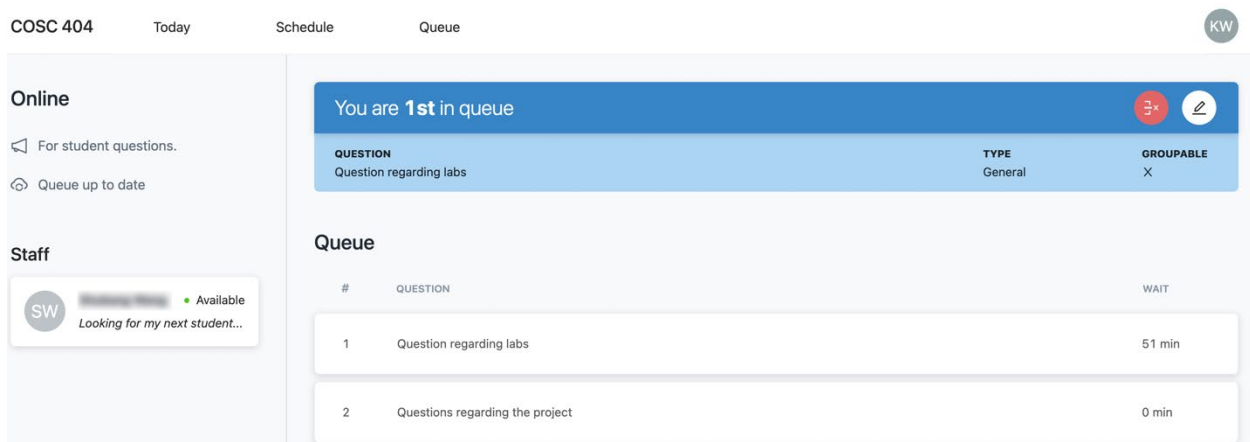 COSC 404 Today Schedule Queue KW
Online
For student questions.
Queue up to date
Staff
SW
Available
Looking for my next student...
You are 1st in queue
QUESTION TYPE GROUPABLE
Question regarding labs General X
Queue
# QUESTION WAIT
1 Question regarding labs 51 min
2 Questions regarding the project 0 min